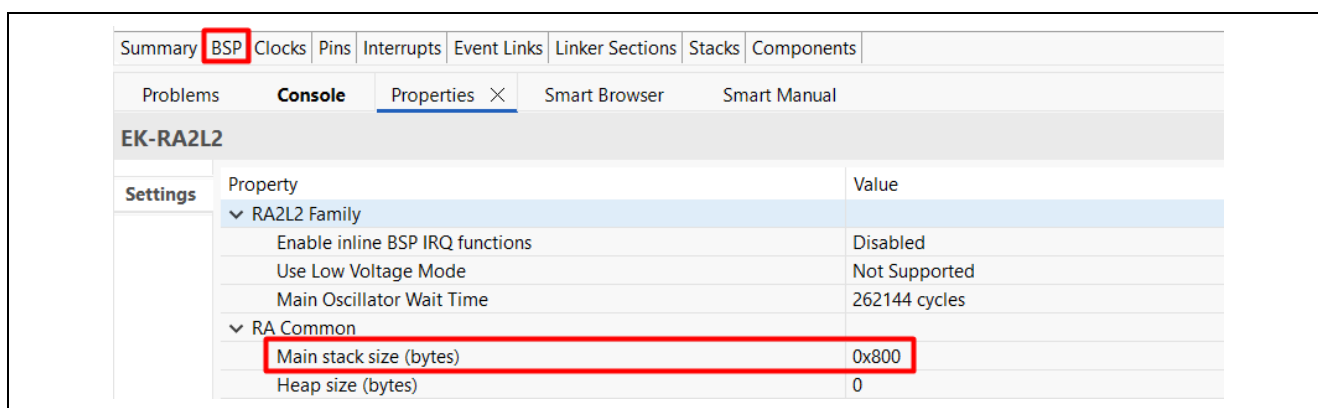 Summary BSP Clocks Pins Interrupts Event Links Linker Sections Stacks Components
Problems Console Properties Smart Browser Smart Manual
EK-RA2L2
Settings Property Value
RA2L2 Family
Enable inline BSP IRQ functions Disabled
Use Low Voltage Mode Not Supported
Main Oscillator Wait Time 262144 cycles
RA Common
Main stack size (bytes) 0x800
Heap size (bytes) 0